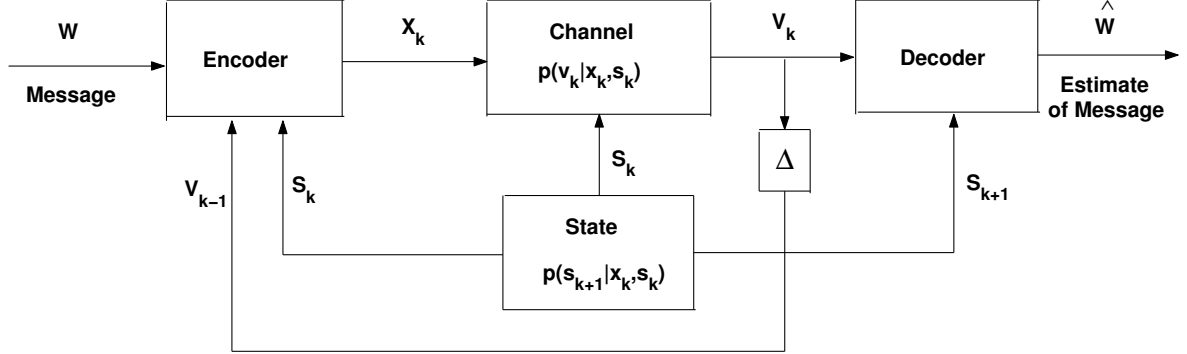 W
Message
Encoder
X_k
Channel
p(v_k|x_k,s_k)
V_k
Decoder
Ŵ
Estimate
of Message
Δ
V_{k−1}
S_k
S_k
S_{k+1}
State
p(s_{k+1}|x_k,s_k)